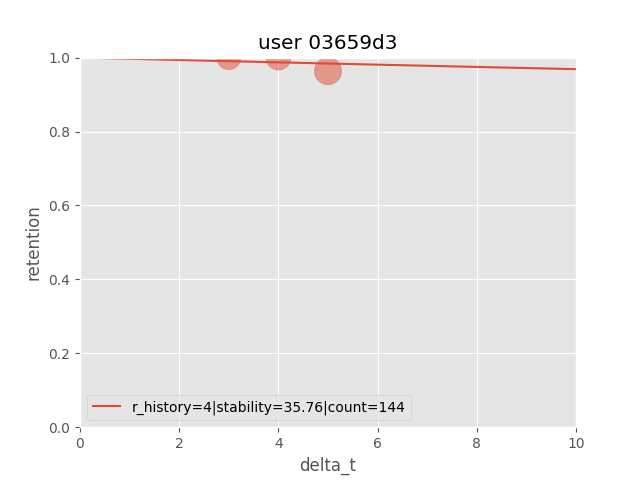 user 03659d3
1.0
0.8
0.6
0.4
0.2
0.0
retention
r_history=4|stability=35.76|count=144
0 2 4 6 8 10
delta_t